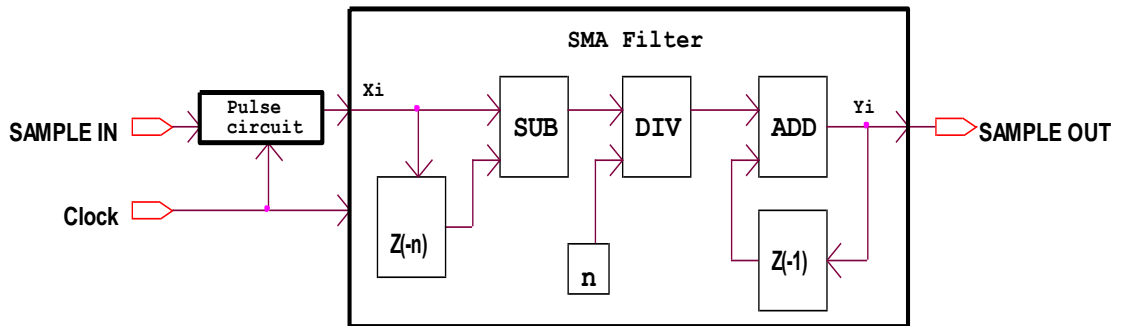 SMA Filter
Xi
Yi
Pulse
circuit
SUB
DIV
ADD
SAMPLE IN
SAMPLE OUT
Clock
Z(-n)
n
Z(-1)